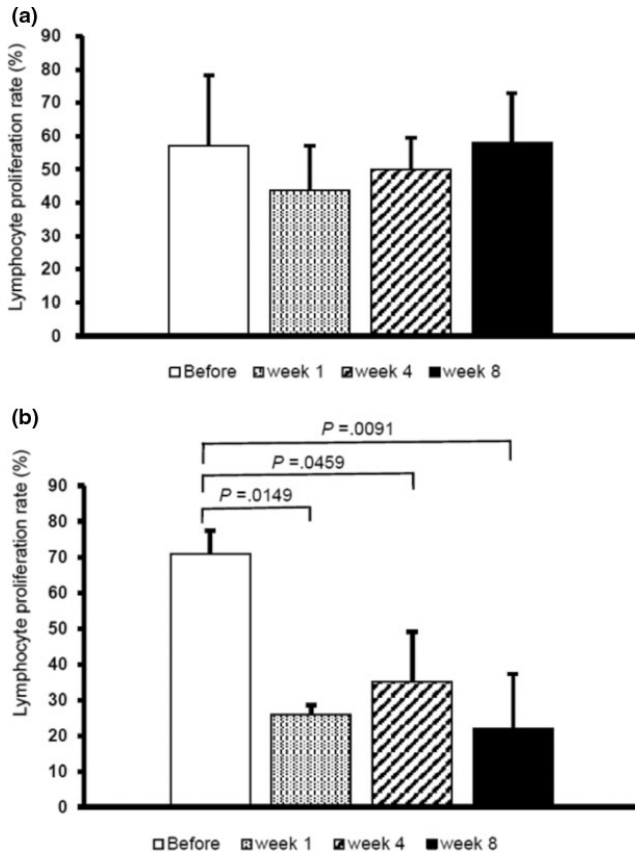 (a)
Lymphocyte proliferation rate (%)
90
80
70
60
50
40
30
20
10
0
Before week 1 week 4 week 8
(b)
P =.0091
P =.0459
P =.0149
Lymphocyte proliferation rate (%)
90
80
70
60
50
40
30
20
10
0
Before week 1 week 4 week 8